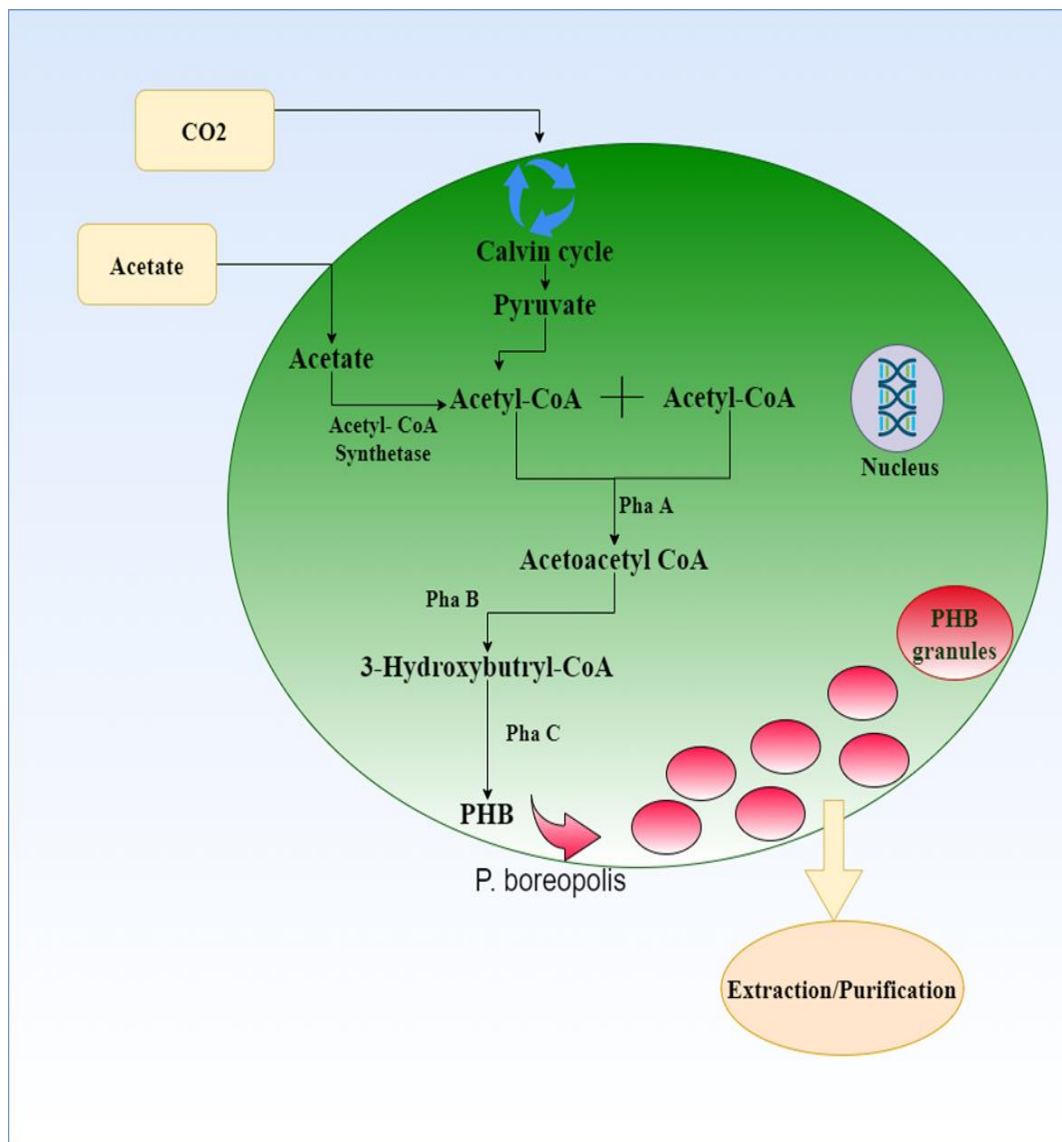 CO2
Acetate
Calvin cycle
Pyruvate
Acetate
Acetyl-CoA
Acetyl-CoA
Acetyl- CoA
Synthetase
Nucleus
Pha A
Acetoacetyl CoA
Pha B
PHB
granules
3-Hydroxybutryl-CoA
Pha C
PHB
P. boreopolis
Extraction/Purification